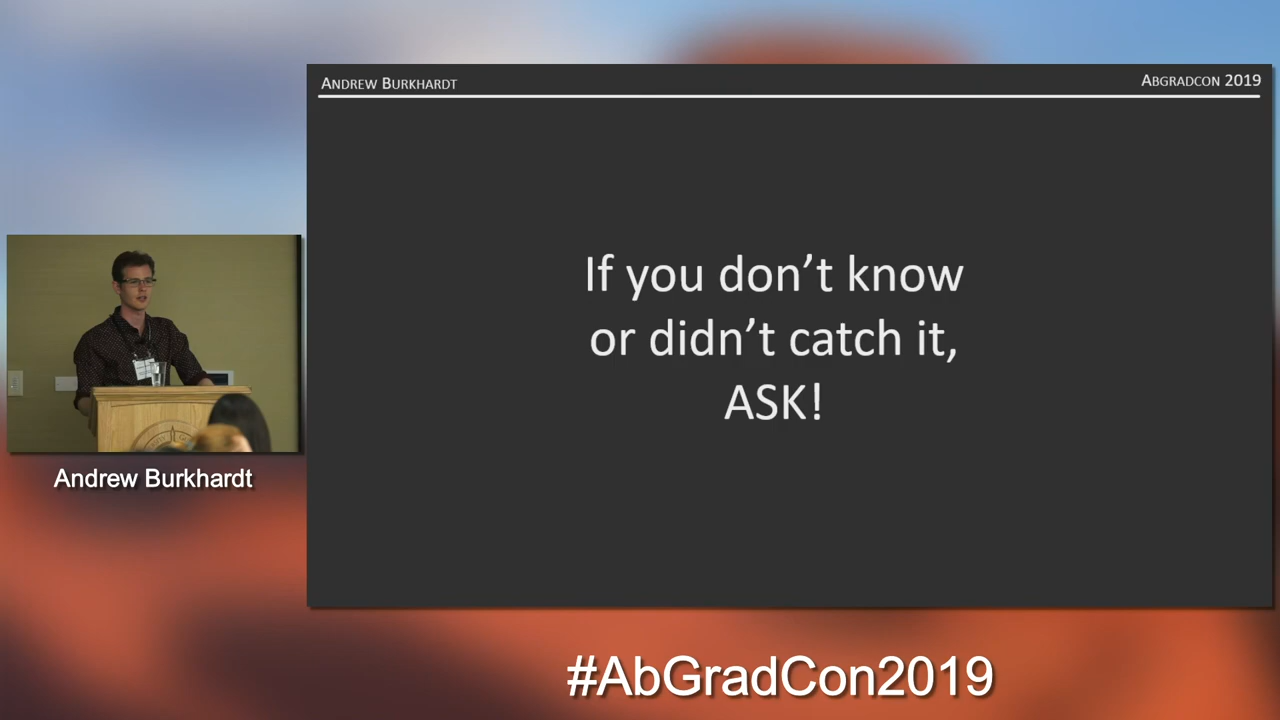 ANDREW BURKHARDT
ABGRADCON 2019
If you don't know
or didn't catch it,
ASK!
Andrew Burkhardt
#AbGradCon2019